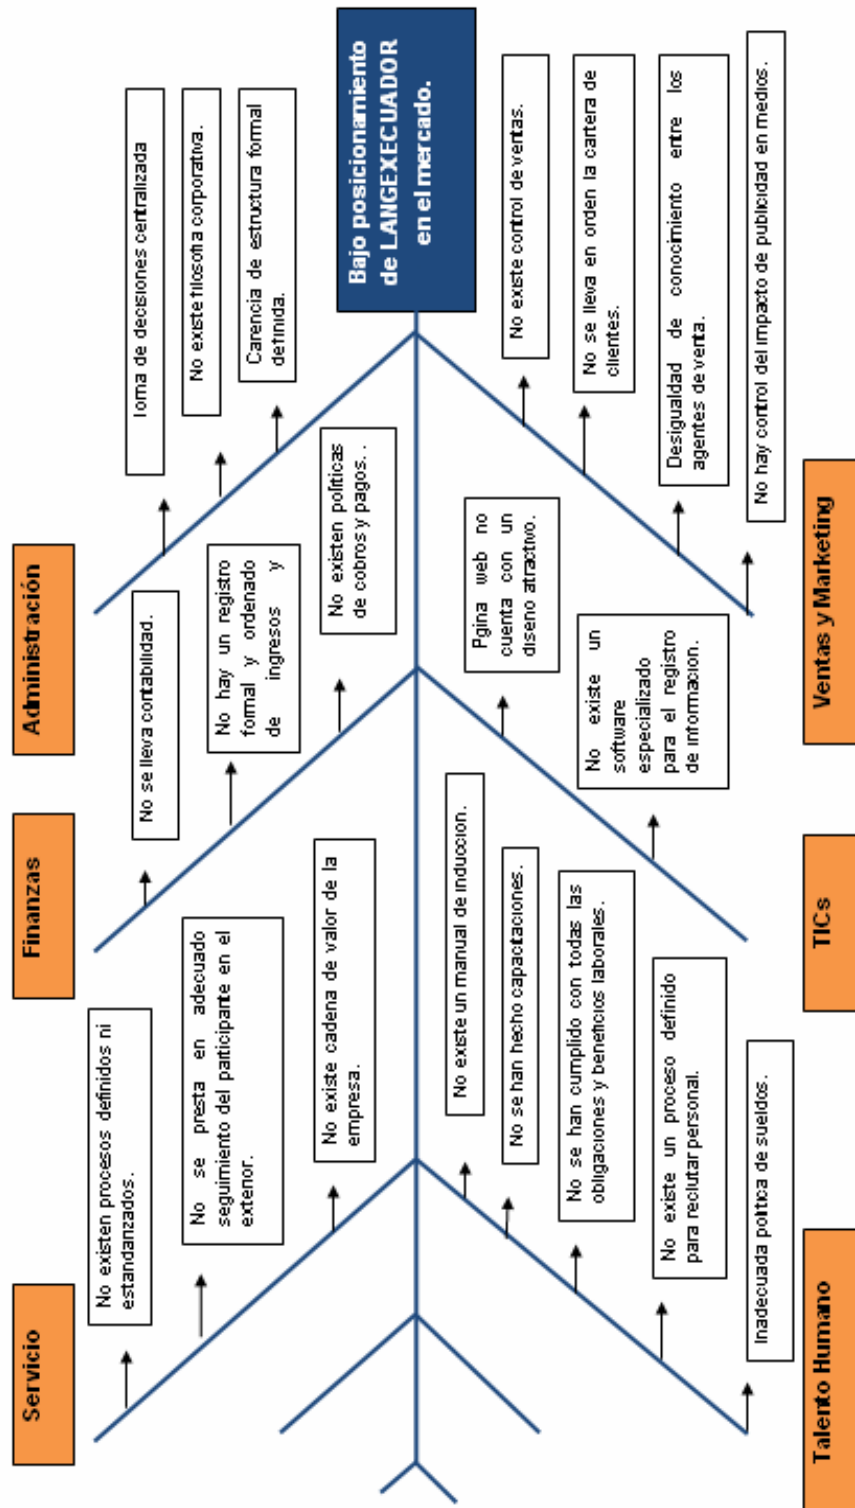 Servicio
Finanzas
Administración
No existen procesos definidos ni
estandarizados.
No se presta en adecuado
seguimiento del participante en el
exterior.
No existe cadena de valor de la
empresa.
No se lleva contabilidad.
No hay un registro
formal y ordenado
de ingresos y
No existen políticas
de cobros y pagos. .
Toma de decisiones centralizada
No existe filosofía corporativa.
Carencia de estructura formal
definida.
Bajo posicionamiento
de LANGEXECUADOR
en el mercado.
No existe un manual de induccion.
No se han hecho capactaciones.
No se han cumplido con todas las
obligaciones y beneficios laborales.
No existe un proceso definido
para reclutar personal.
Inadecuada política de sueldos.
Pgina web no
cuenta con un
diseno atractivo.
No existe un
software
especializado
para el registro
de informacion.
No existe control de ventas.
No se lleva en orden la cartera de
clientes.
Desigualdad de conocimiento entre los
agentes de venta.
No hay control del impacto de publicidad en medios.
Talento Humano
TICs
Ventas y Marketing